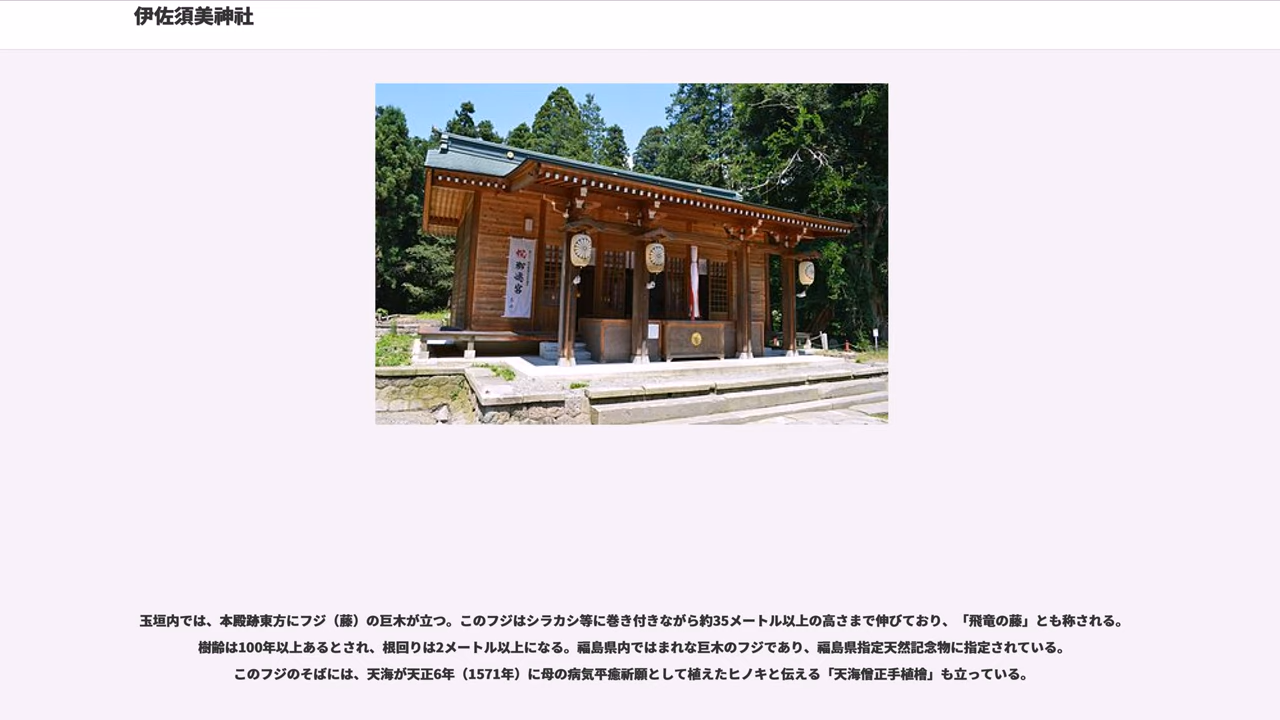 伊佐須美神社
玉垣内では、本殿跡東方にフジ（藤）の巨木が立つ。このフジはシラカシ等に巻き付きながら約35メートル以上の高さまで伸びており、「飛竜の藤」とも称される。
樹齢は100年以上あるとされ、根回りは2メートル以上になる。福島県内ではまれな巨木のフジであり、福島県指定天然記念物に指定されている。
このフジのそばには、天海が天正6年（1571年）に母の病気平癒祈願として植えたヒノキと伝える「天海僧正手植檜」も立っている。